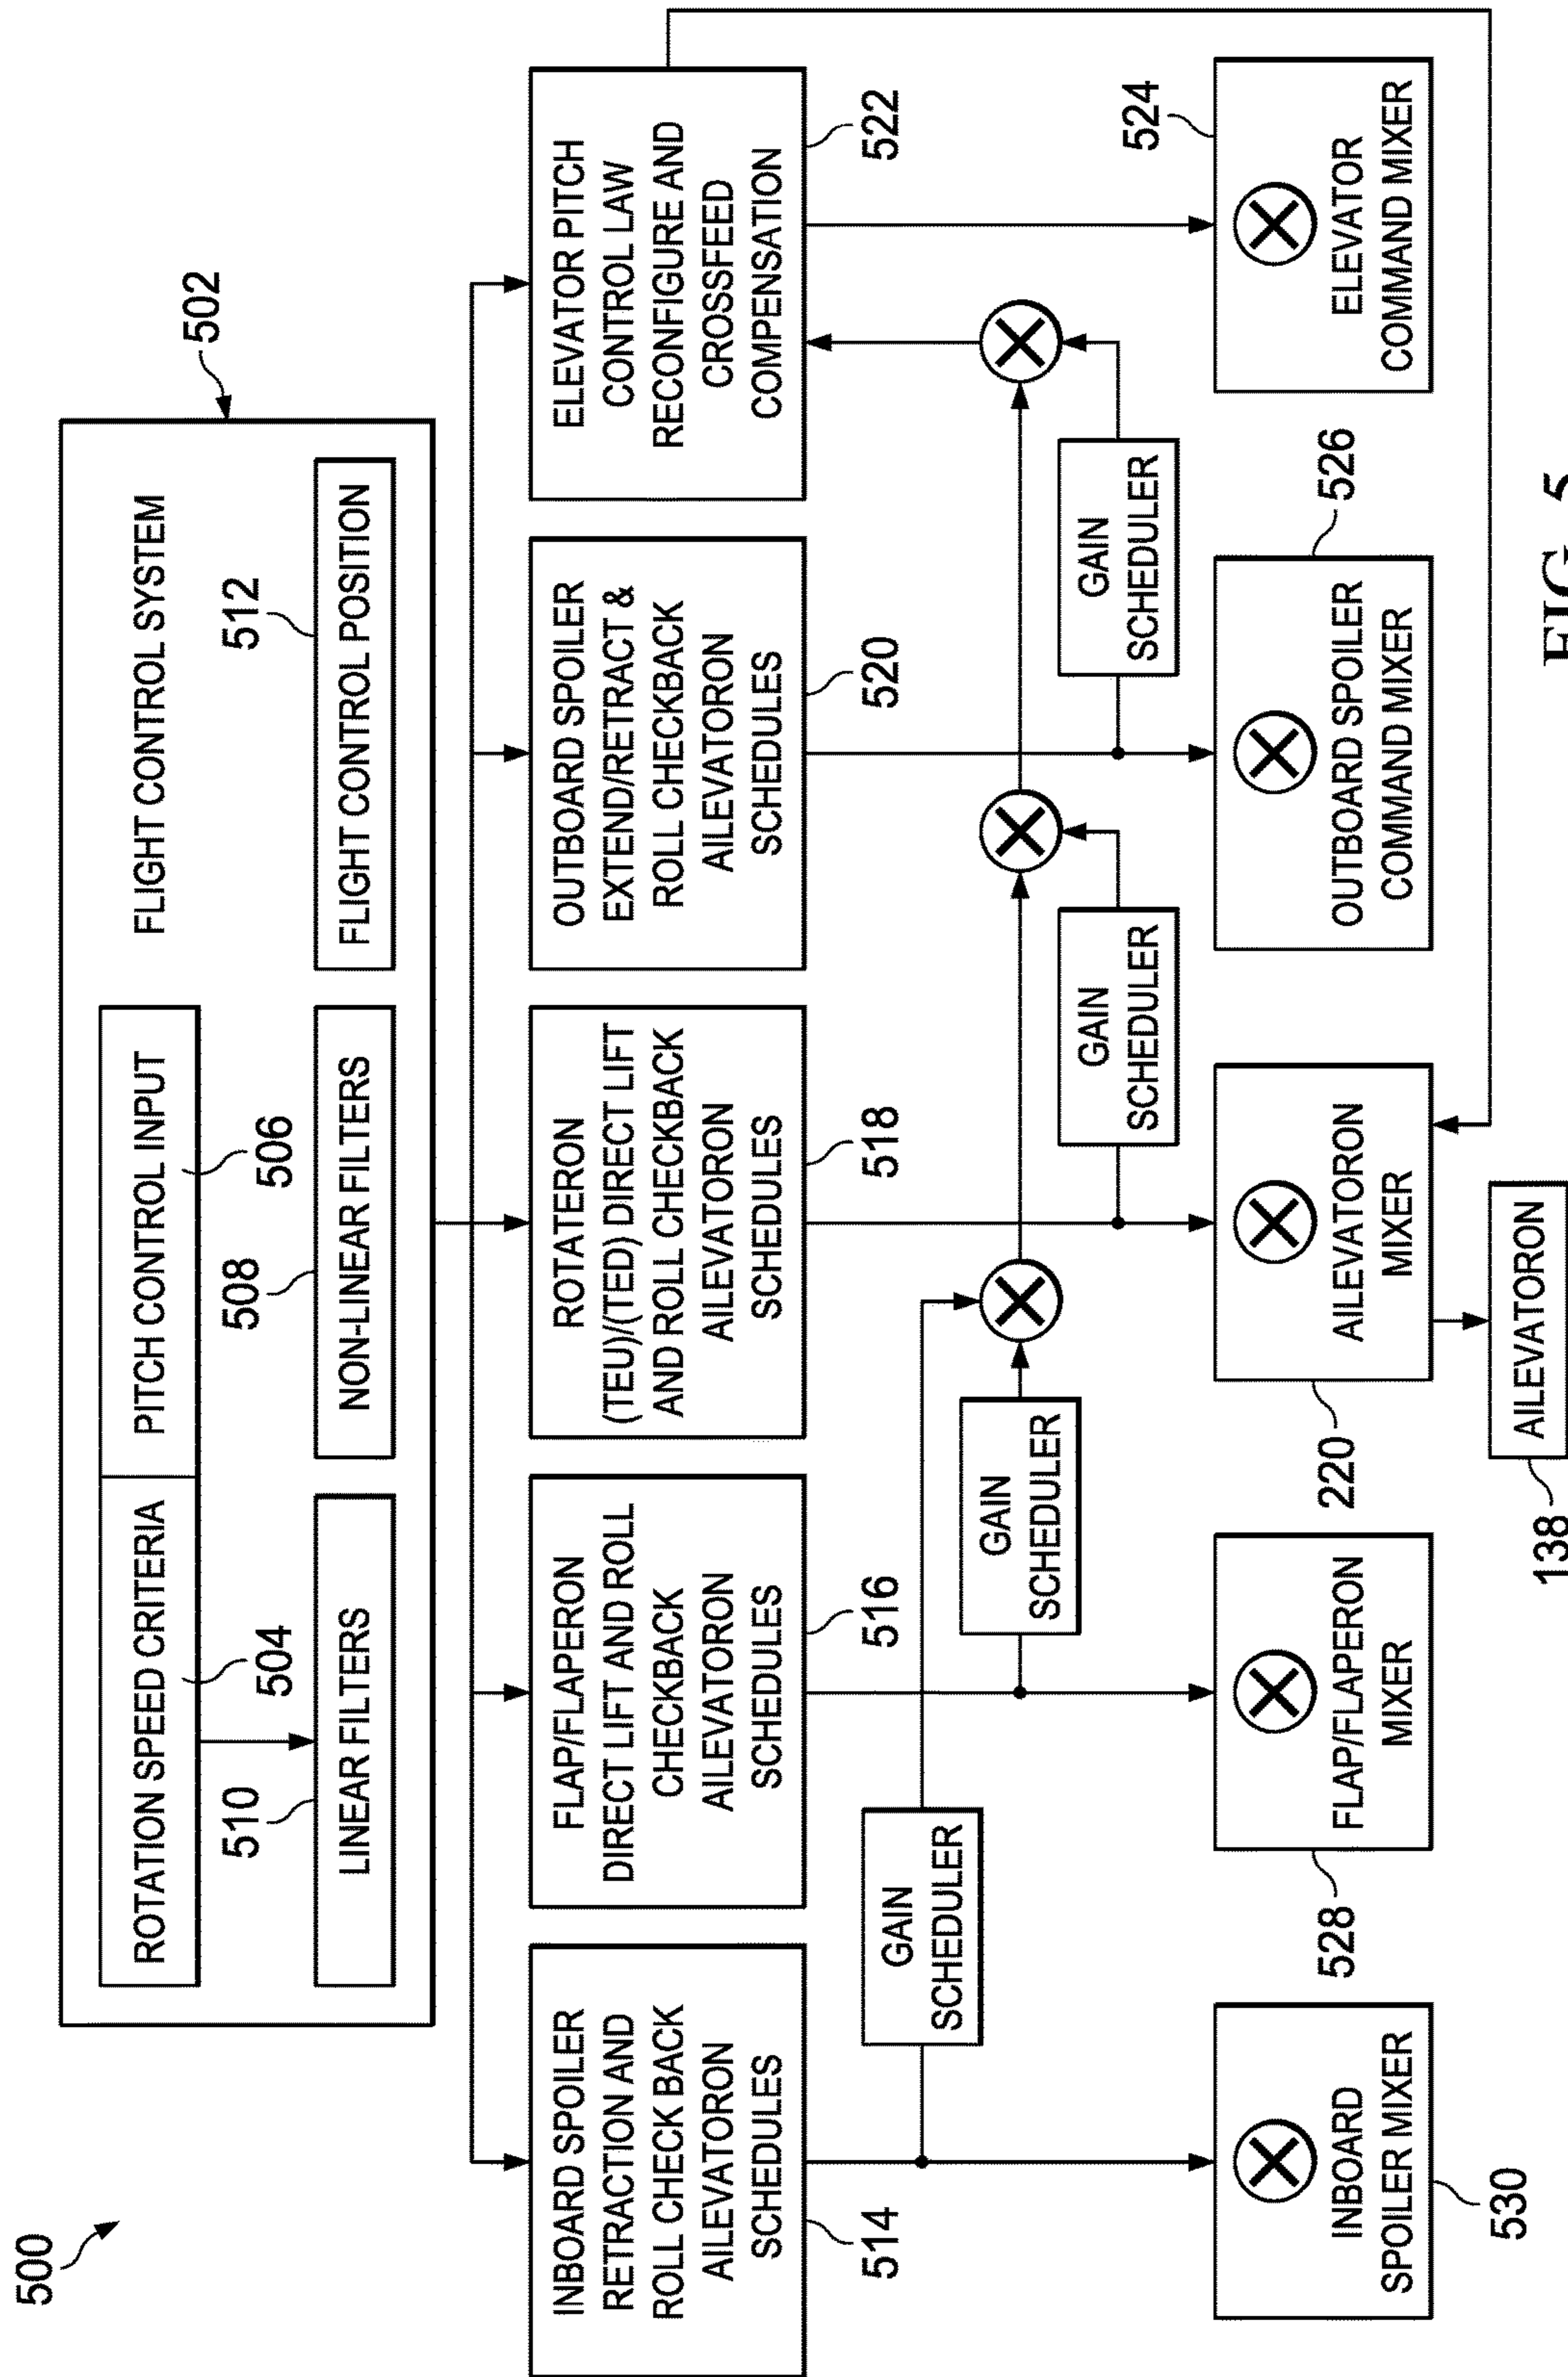 500
502
FLIGHT CONTROL SYSTEM
ROTATION SPEED CRITERIA
PITCH CONTROL INPUT
504
506
510
508
512
LINEAR FILTERS
NON-LINEAR FILTERS
FLIGHT CONTROL POSITION
INBOARD SPOILER
RETRACTION AND
ROLL CHECK BACK
AILEVATORON
SCHEDULES
514
FLAP/FLAPERON
DIRECT LIFT AND ROLL
CHECKBACK
AILEVATORON
SCHEDULES
516
ROTATERON
(TEU)/(TED) DIRECT LIFT
AND ROLL CHECKBACK
AILEVATORON
SCHEDULES
518
OUTBOARD SPOILER
EXTEND/RETRACT &
ROLL CHECKBACK
AILEVATORON
SCHEDULES
520
ELEVATOR PITCH
CONTROL LAW
RECONFIGURE AND
CROSSFEED
COMPENSATION
522
GAIN
SCHEDULER
GAIN
SCHEDULER
GAIN
SCHEDULER
GAIN
SCHEDULER
INBOARD
SPOILER MIXER
530
FLAP/FLAPERON
MIXER
528
AILEVATORON
MIXER
220
OUTBOARD SPOILER
COMMAND MIXER
526
ELEVATOR
COMMAND MIXER
524
AILEVATORON
138
FIG. 5